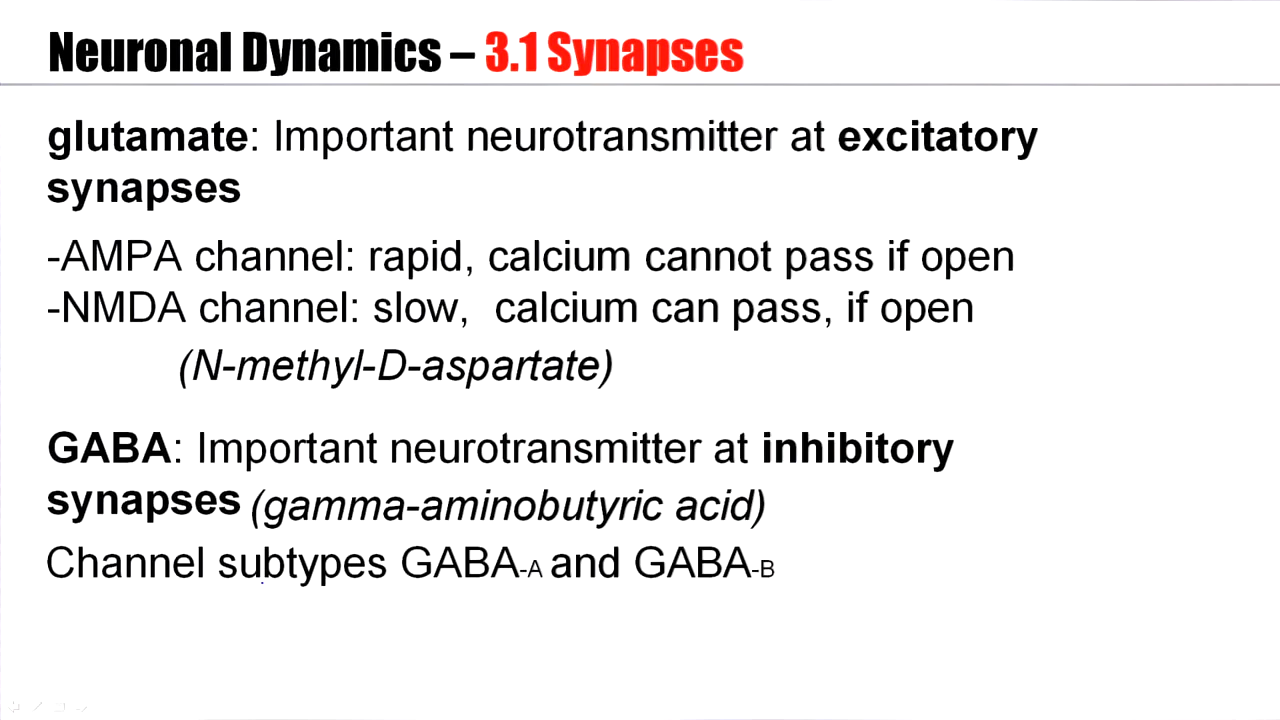 Neuronal Dynamics – 3.1 Synapses
glutamate: Important neurotransmitter at excitatory
synapses
-AMPA channel: rapid, calcium cannot pass if open
-NMDA channel: slow,  calcium can pass, if open
(N-methyl-D-aspartate)
GABA: Important neurotransmitter at inhibitory
synapses (gamma-aminobutyric acid)
Channel subtypes GABA-A and GABA-B